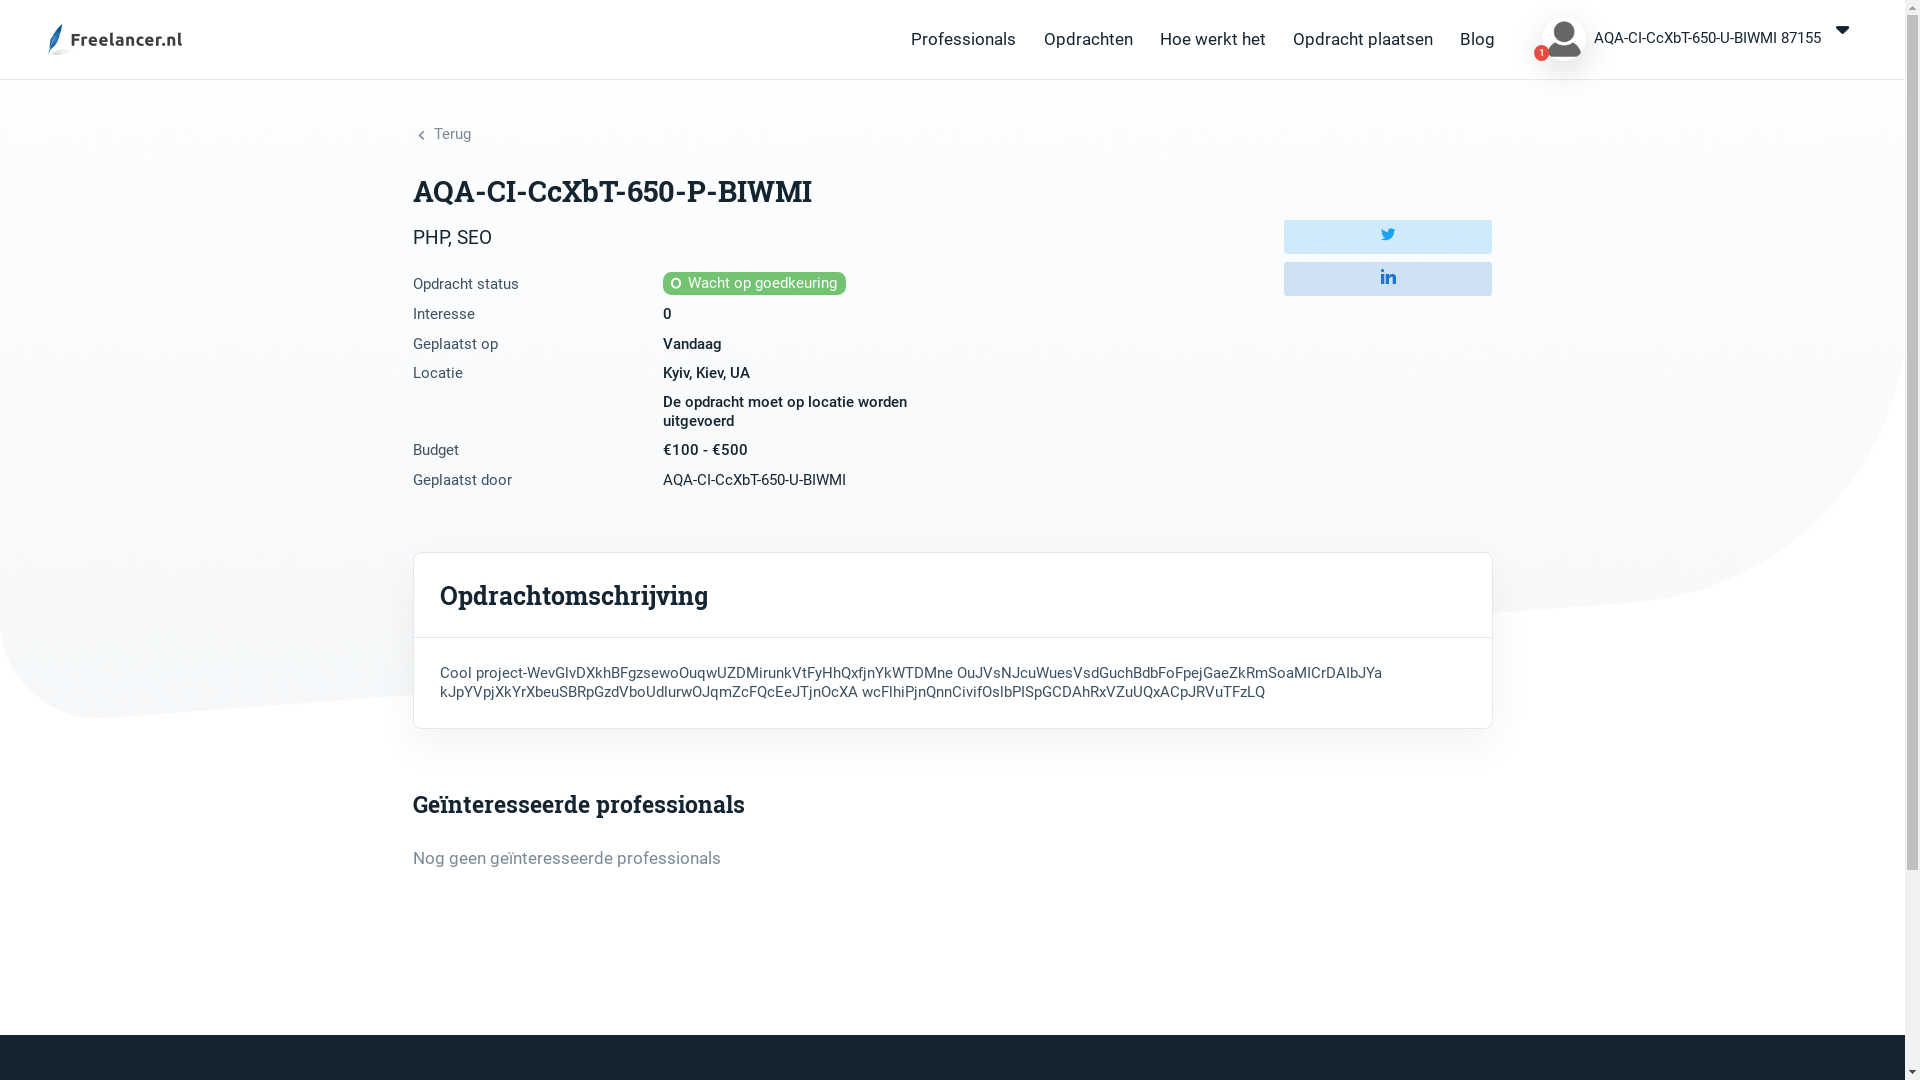 Freelancer.nl
Professionals
Opdrachten
Hoe werkt het
Opdracht plaatsen
Blog
1
AQA-CI-CcXbT-650-U-BIWMI 87155
Terug
AQA-CI-CcXbT-650-P-BIWMI
PHP, SEO
Opdracht status
Wacht op goedkeuring
Interesse
0
Geplaatst op
Vandaag
Locatie
Kyiv, Kiev, UA
De opdracht moet op locatie worden
uitgevoerd
Budget
€100 - €500
Geplaatst door
AQA-CI-CcXbT-650-U-BIWMI
Opdrachtomschrijving
Cool project-WevGlvDXkhBFgzsewoOuqwUZDMirunkVtFyHhQxfjnYkWTDMne OuJVsNJcuWuesVsdGuchBdbFoFpejGaeZkRmSoaMICrDAIbJYa
kJpYVpjXkYrXbeuSBRpGzdVboUdlurwOJqmZcFQcEeJTjnOcXA wcFlhiPjnQnnCivifOslbPISpGCDAhRxVZuUQxACpJRVuTFzLQ
Geïnteresseerde professionals
Nog geen geïnteresseerde professionals